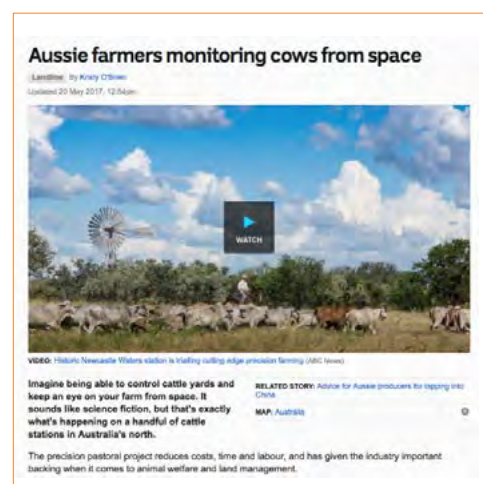 Aussie farmers monitoring cows from space
Landline By Kristy O'Brien
Updated 20 May 2017, 12:54pm
WATCH
VIDEO: Historic Newcastle Waters station is trialling cutting edge precision farming (ABC News)
Imagine being able to control cattle yards and
keep an eye on your farm from space. It
sounds like science fiction, but that's exactly
what's happening on a handful of cattle
stations in Australia's north.
RELATED STORY: Advice for Aussie producers for tapping into
China
MAP: Australia
The precision pastoral project reduces costs, time and labour, and has given the industry important
backing when it comes to animal welfare and land management.